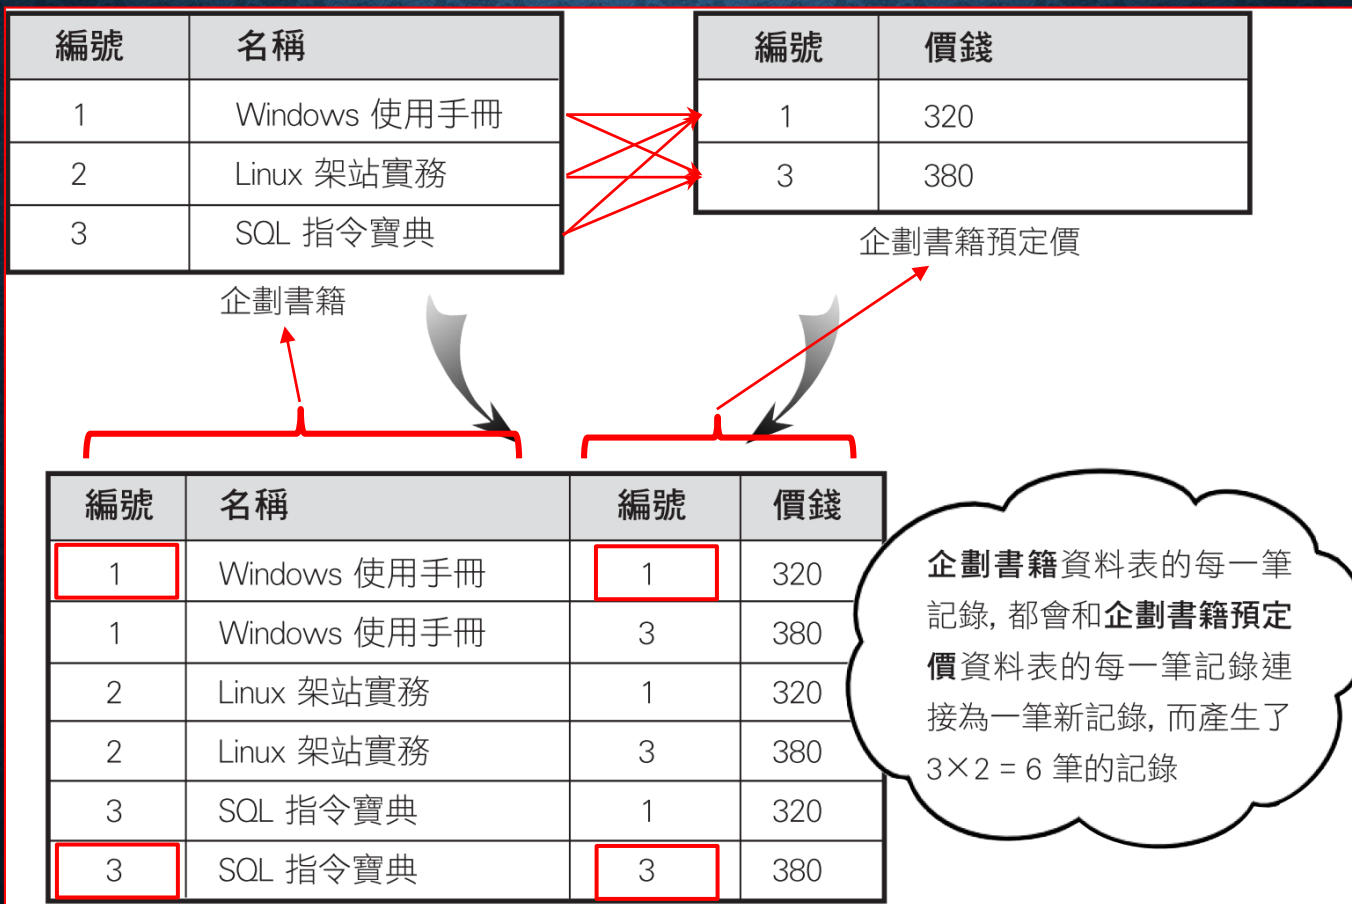 編號 名稱
1 Windows 使用手冊
2 Linux 架站實務
3 SQL 指令寶典
企劃書籍
編號 價錢
1 320
3 380
企劃書籍預定價
編號 名稱 編號 價錢
1 Windows 使用手冊 1 320
1 Windows 使用手冊 3 380
2 Linux 架站實務 1 320
2 Linux 架站實務 3 380
3 SQL 指令寶典 1 320
3 SQL 指令寶典 3 380
企劃書籍資料表的每一筆
記錄, 都會和企劃書籍預定
價資料表的每一筆記錄連
接為一筆新記錄, 而產生了
3×2 = 6 筆的記錄